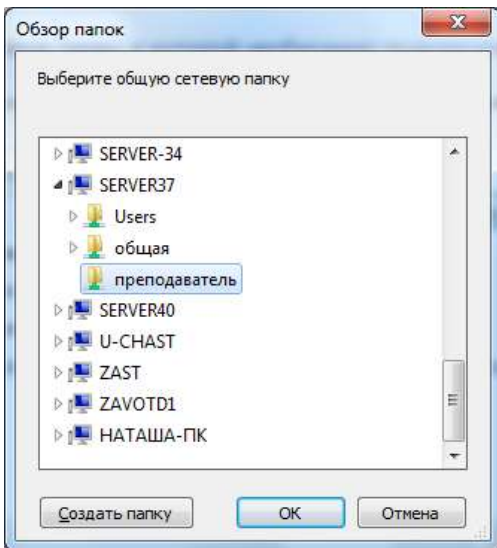 Обзор папок
Выберите общую сетевую папку
SERVER-34
SERVER37
Users
общая
преподаватель
SERVER40
U-CHAST
ZAST
ZAVOTD1
НАТАША-ПК
Создать папку
ОК
Отмена